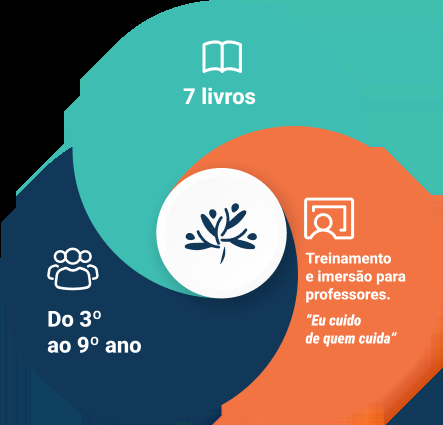 7 livros
Treinamento
e imersão para
professores.
"Eu cuido
de quem cuida"
Do 3º
ao 9º ano